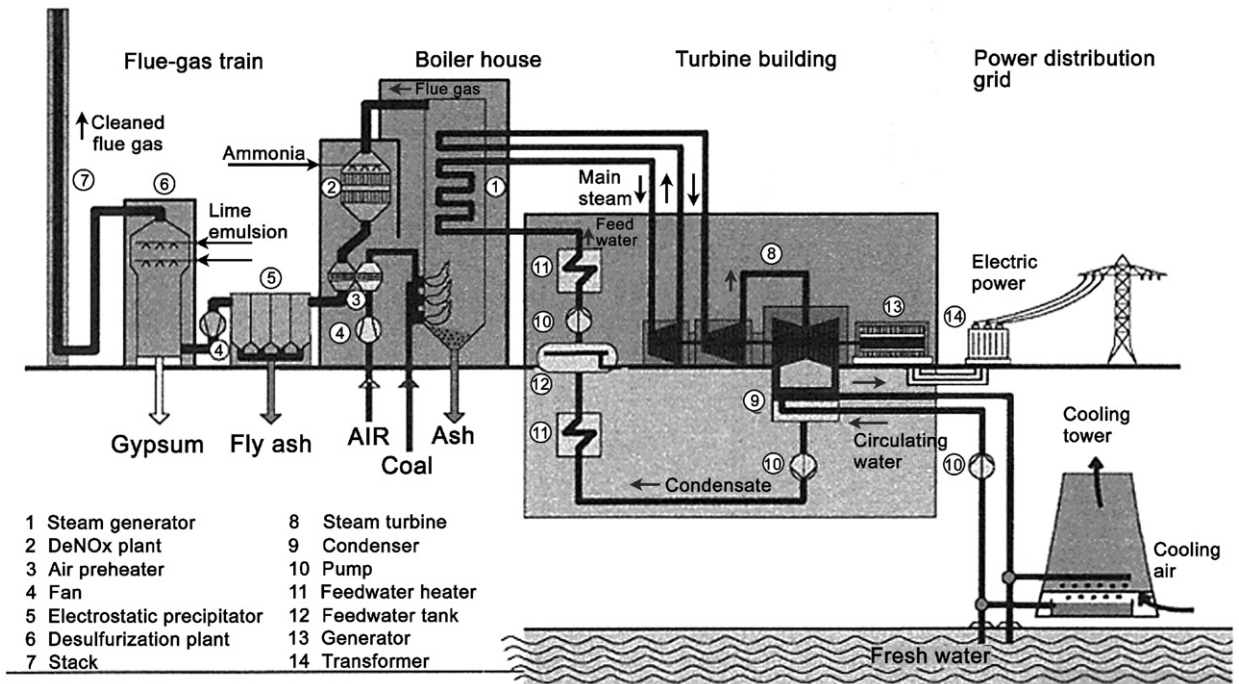 Flue-gas train
Boiler house
Turbine building
Power distribution
grid
Flue gas
Cleaned
flue gas
Ammonia
Main
steam
Feed
water
Lime
emulsion
Electric
power
7
6
5
4
2
3
4
1
11
10
12
11
8
9
10
13
14
10
Circulating
water
Condensate
Cooling
tower
Cooling
air
Fresh water
Gypsum
Fly ash
AIR
Coal
Ash
1 Steam generator
2 DeNOx plant
3 Air preheater
4 Fan
5 Electrostatic precipitator
6 Desulfurization plant
7 Stack
8 Steam turbine
9 Condenser
10 Pump
11 Feedwater heater
12 Feedwater tank
13 Generator
14 Transformer